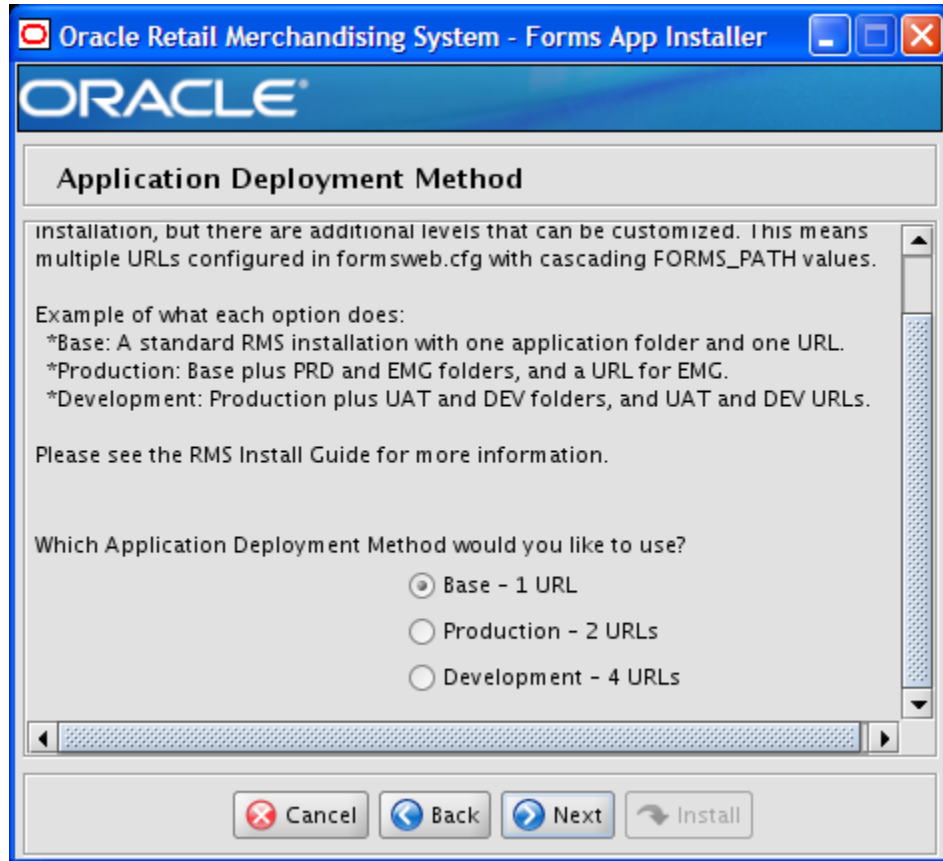 Oracle Retail Merchandising System - Forms App Installer
ORACLE
Application Deployment Method
installation, but there are additional levels that can be customized. This means
multiple URLs configured in formsweb.cfg with cascading FORMS_PATH values.
Example of what each option does:
*Base: A standard RMS installation with one application folder and one URL.
*Production: Base plus PRD and EMG folders, and a URL for EMG.
*Development: Production plus UAT and DEV folders, and UAT and DEV URLs.
Please see the RMS Install Guide for more information.
Which Application Deployment Method would you like to use?
Base - 1 URL
Production - 2 URLs
Development - 4 URLs
Cancel Back Next Install